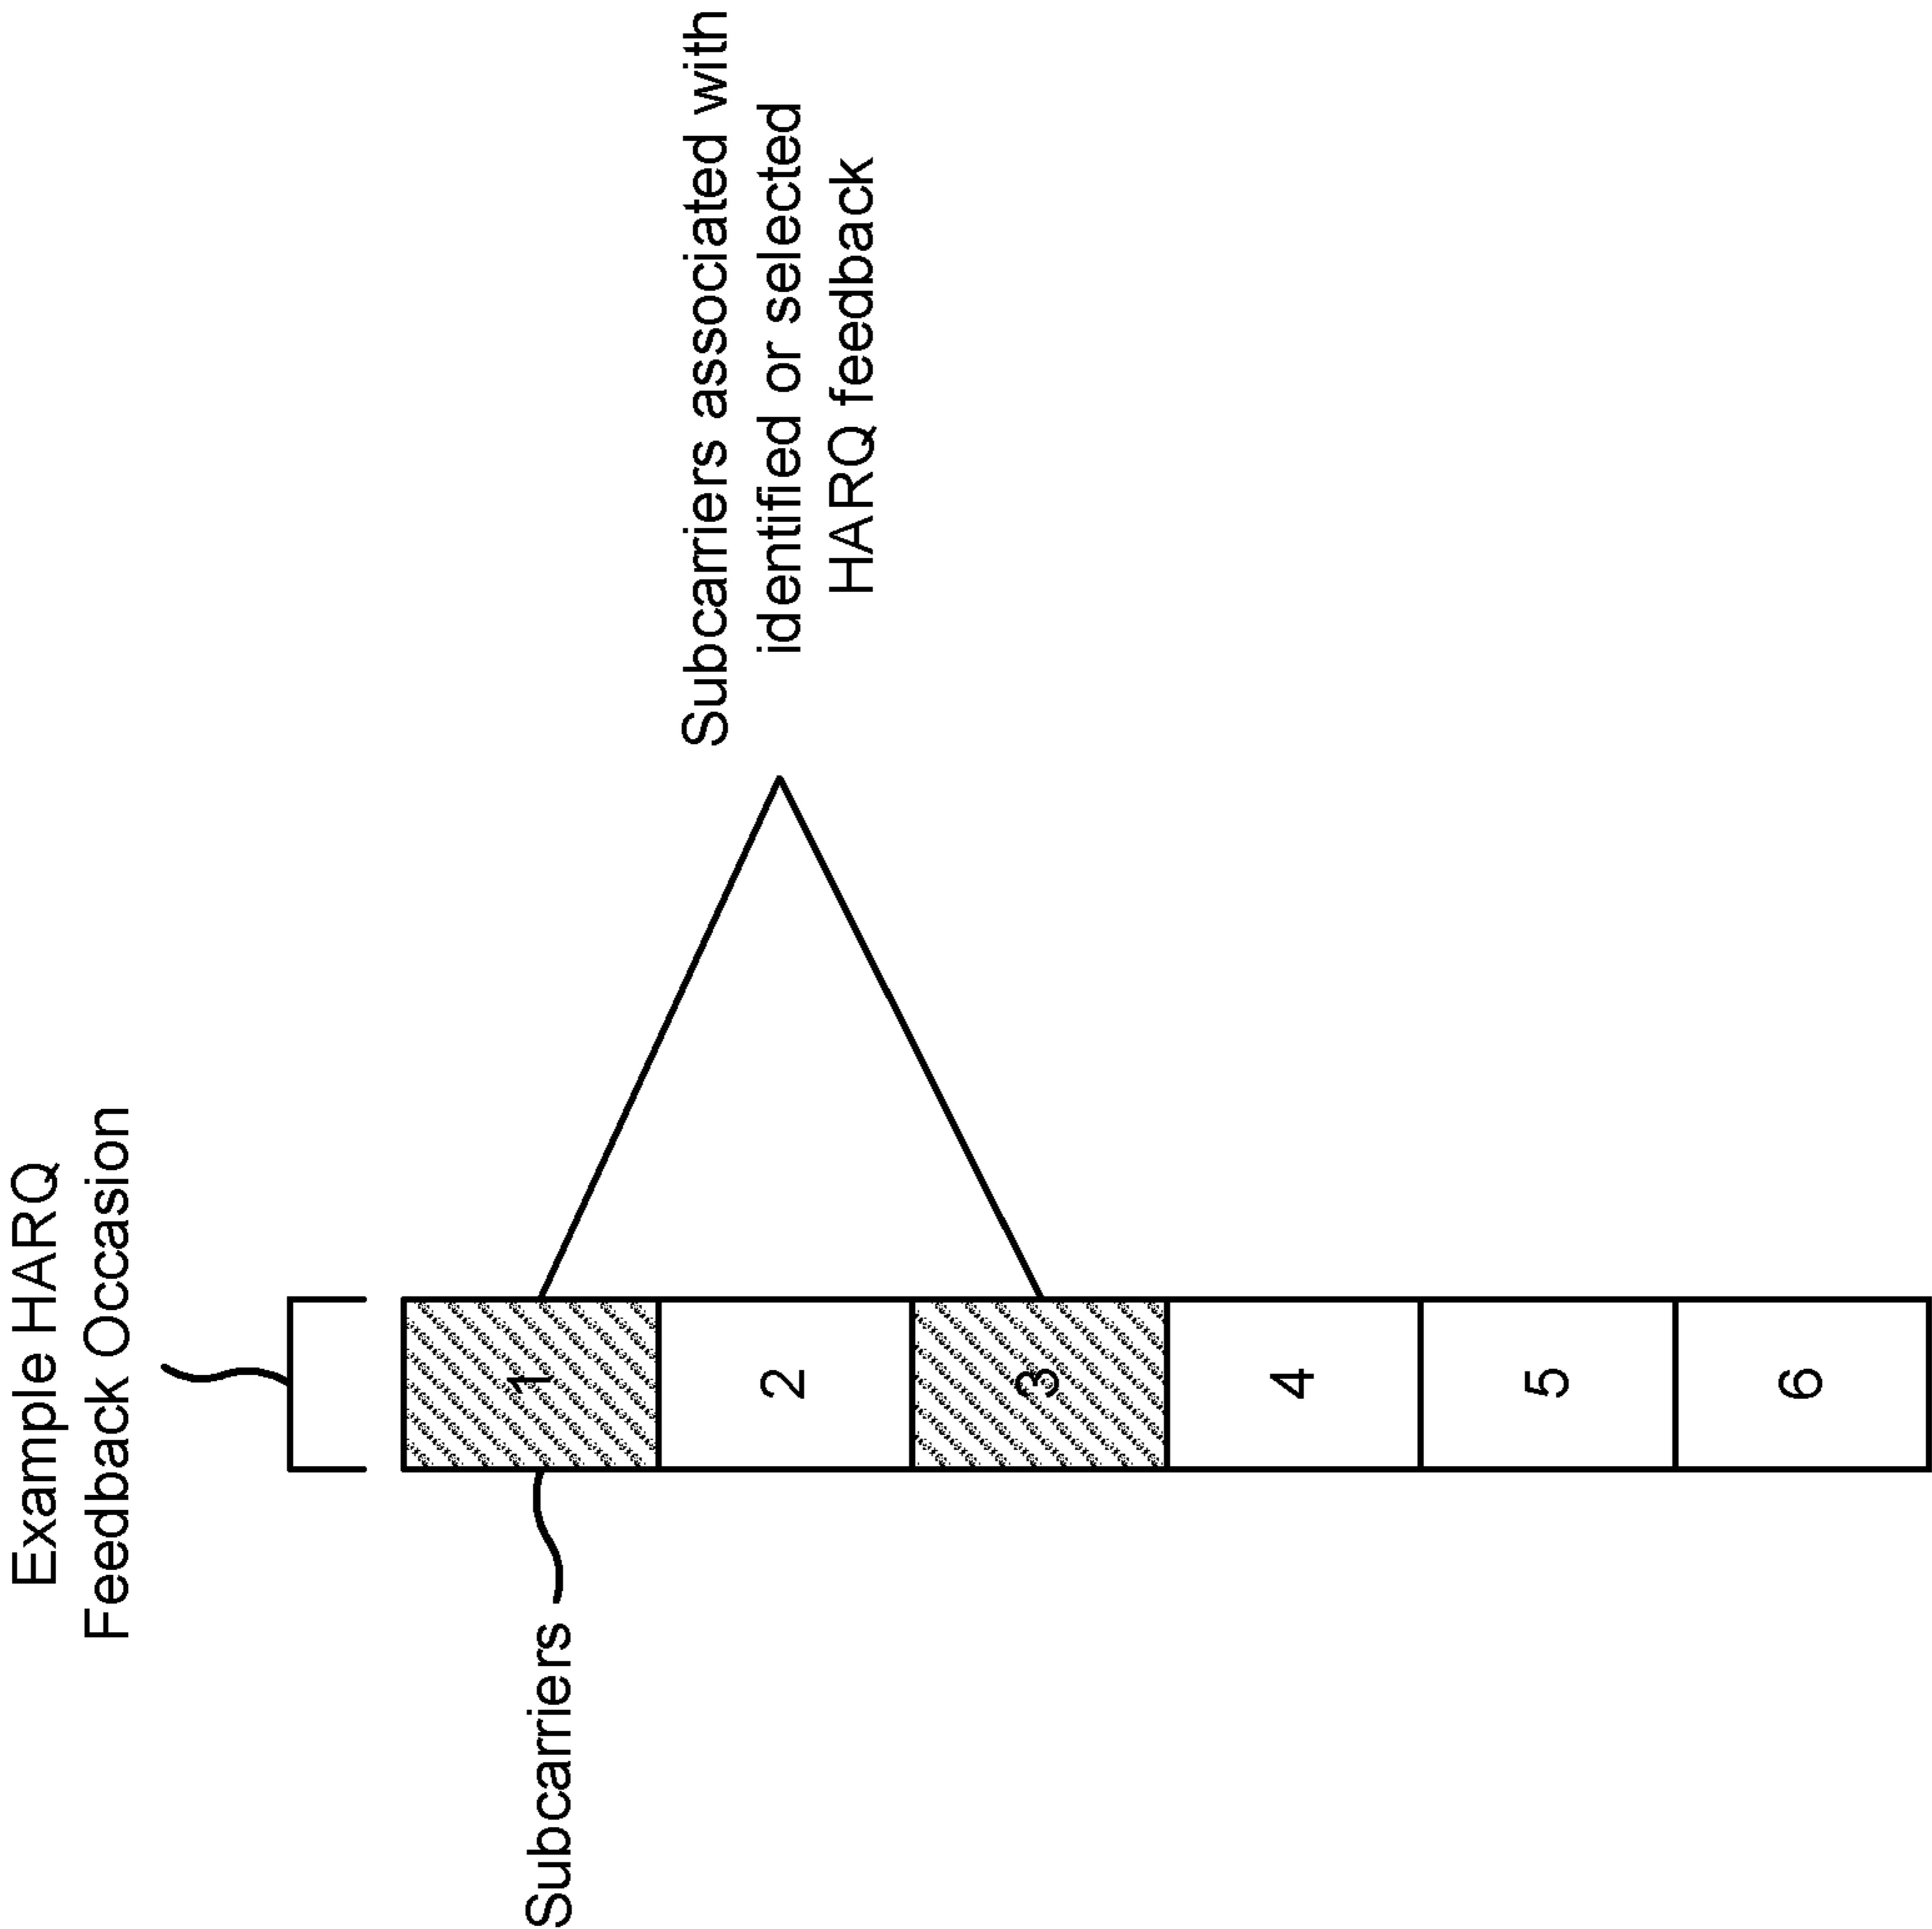 Example HARQ
Feedback Occasion
Subcarriers
1
2
3
4
5
6
Subcarriers associated with
identified or selected
HARQ feedback